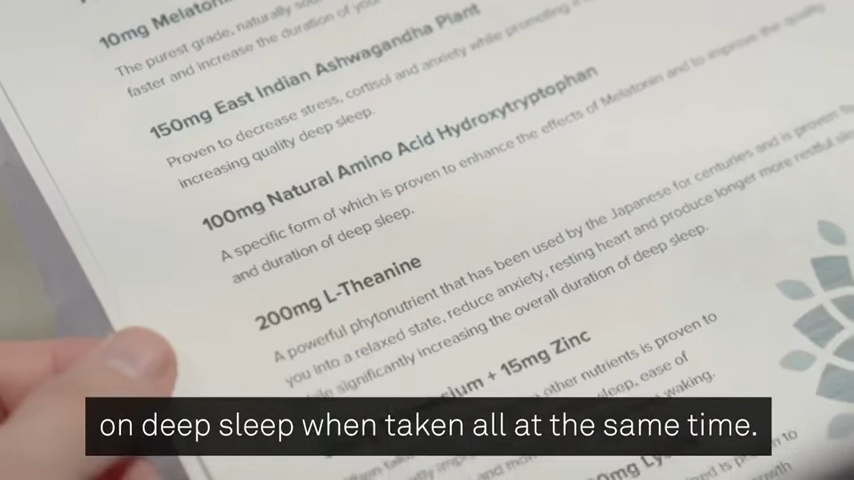 10mg Melaton
The purest grade, naturally
faster and increase the duration of
150mg East Indian Ashwagandha Plant
Proven to decrease stress, cortisol and anxiety while promoting
increasing quality deep sleep.
100mg Natural Amino Acid Hydroxytryptophan
A specific form of which is proven to enhance the effects of Melatonin and to improve the quality
and duration of deep sleep.
200mg L-Theanine
A powerful phytonutrient that has been used by the Japanese for centuries and is proven
you into a relaxed state, reduce anxiety, resting heart and produce longer more restful
significantly increasing the overall duration of deep sleep.
ium + 15mg Zinc
other nutrients is proven to
sleep, ease of
waking.
on deep sleep when taken all at the same time.